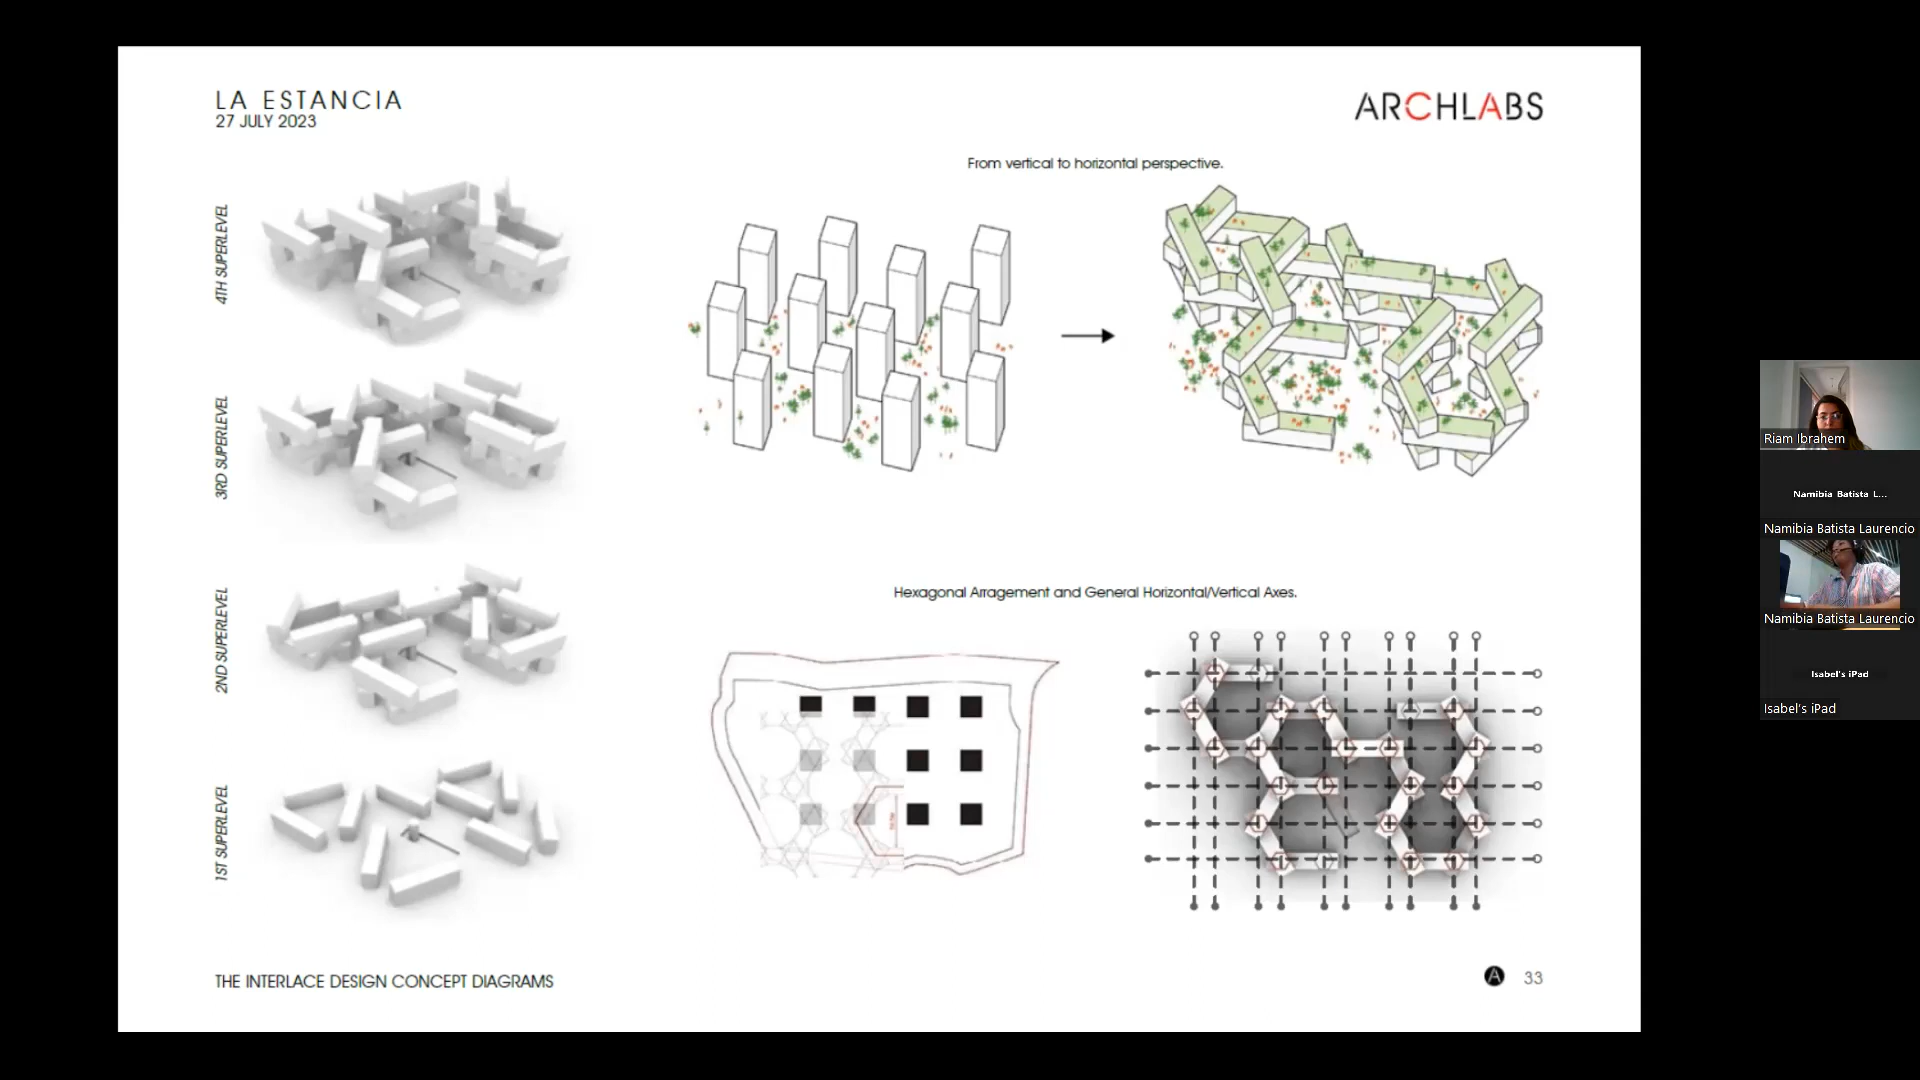 LA ESTANCIA
27 JULY 2023
ARCHLABS
From vertical to horizontal perspective.
4TH SUPERLEVEL
3RD SUPERLEVEL
2ND SUPERLEVEL
1ST SUPERLEVEL
Hexagonal Arragement and General Horizontal/Vertical Axes.
THE INTERLACE DESIGN CONCEPT DIAGRAMS
A 33
Riam Ibrahem
Namibia Batista L...
Namibia Batista Laurencio
Namibia Batista Laurencio
Isabel's iPad
Isabel's iPad